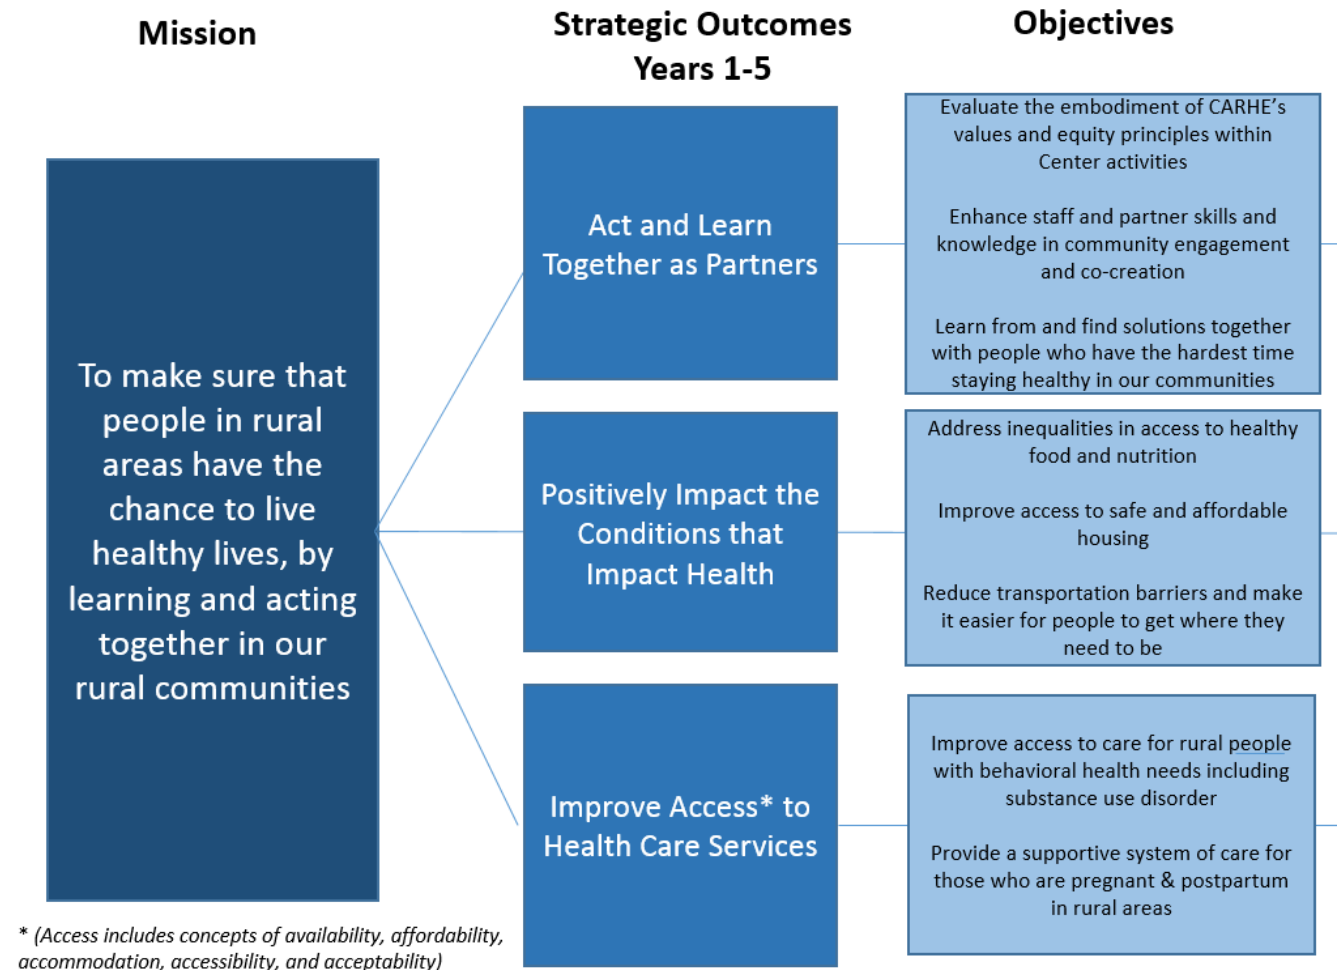 Mission
To make sure that
people in rural
areas have the
chance to live
healthy lives, by
learning and acting
together in our
rural communities
* (Access includes concepts of availability, affordability,
accommodation, accessibility, and acceptability)
Strategic Outcomes
Years 1-5
Act and Learn
Together as Partners
Positively Impact the
Conditions that
Impact Health
Improve Access* to
Health Care Services
Objectives
Evaluate the embodiment of CARHE’s
values and equity principles within
Center activities
Enhance staff and partner skills and
knowledge in community engagement
and co-creation
Learn from and find solutions together
with people who have the hardest time
staying healthy in our communities
Address inequalities in access to healthy
food and nutrition
Improve access to safe and affordable
housing
Reduce transportation barriers and make
it easier for people to get where they
need to be
Improve access to care for rural people
with behavioral health needs including
substance use disorder
Provide a supportive system of care for
those who are pregnant & postpartum
in rural areas